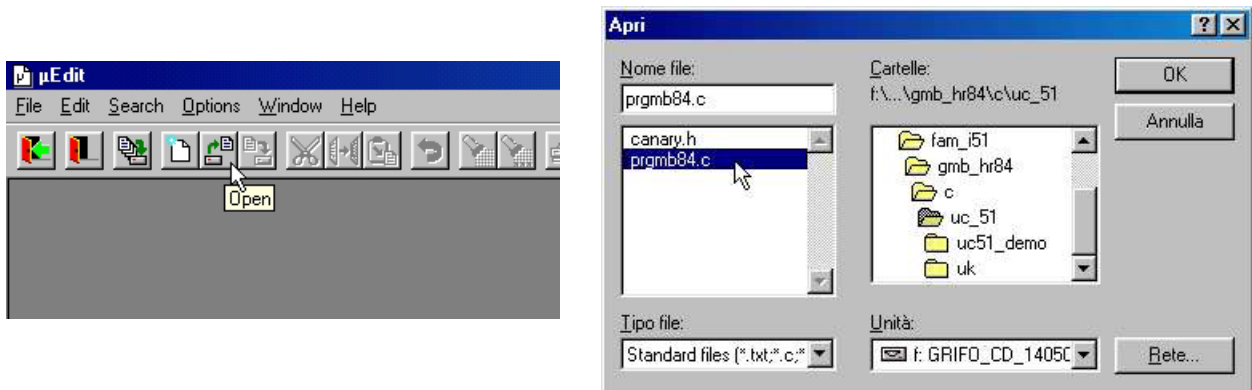 µEdit
File Edit Search Options Window Help
Open
Apri
Nome file:
prgmb84.c
canary.h
prgmb84.c
Tipo file:
Standard files (*.txt;*.c;*
Cartelle:
f:\...\gmb_hr84\c\uc_51
fam_i51
gmb_hr84
c
uc_51
uc51_demo
uk
Unità:
f: GRIFO_CD_1405
OK
Annulla
Rete...